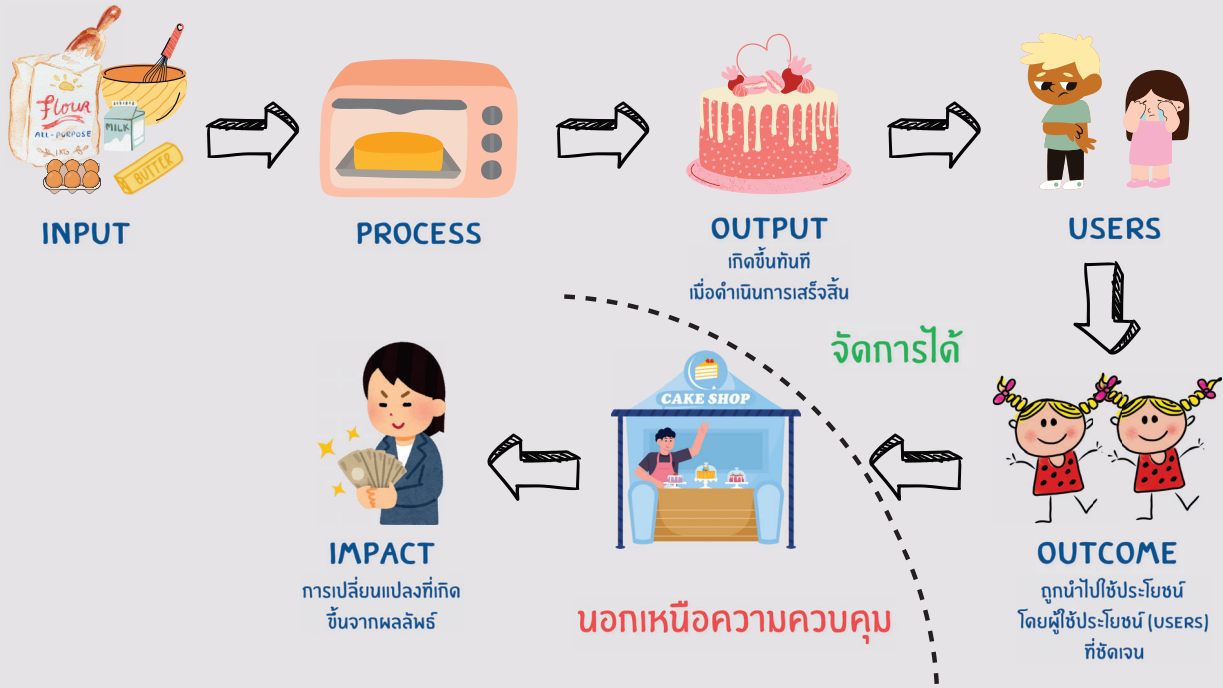 Flour
ALL-PURPOSE
1KG
MILK
BUTTER
INPUT
PROCESS
OUTPUT
เกิดขึ้นทันที
เมื่อดำเนินการเสร็จสิ้น
USERS
จัดการได้
CAKE SHOP
IMPACT
การเปลี่ยนแปลงที่เกิด
ขึ้นจากผลลัพธ์
นอกเหนือความควบคุม
OUTCOME
ถูกนำไปใช้ประโยชน์
โดยผู้ใช้ประโยชน์ (USERS)
ที่ชัดเจน